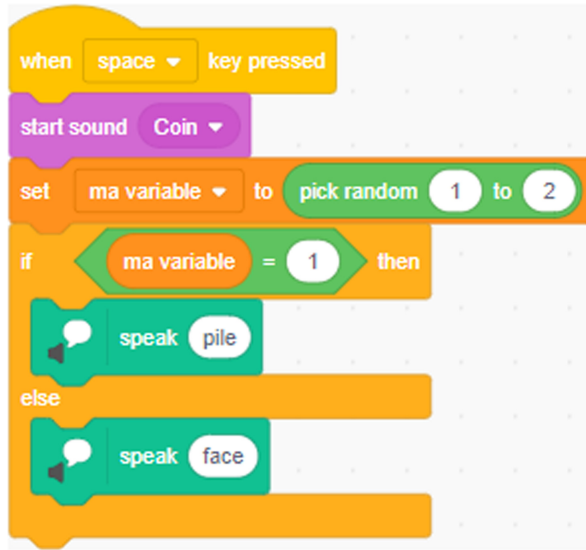 when space key pressed
start sound Coin
set ma variable to pick random 1 to 2
if ma variable = 1 then
speak pile
else
speak face